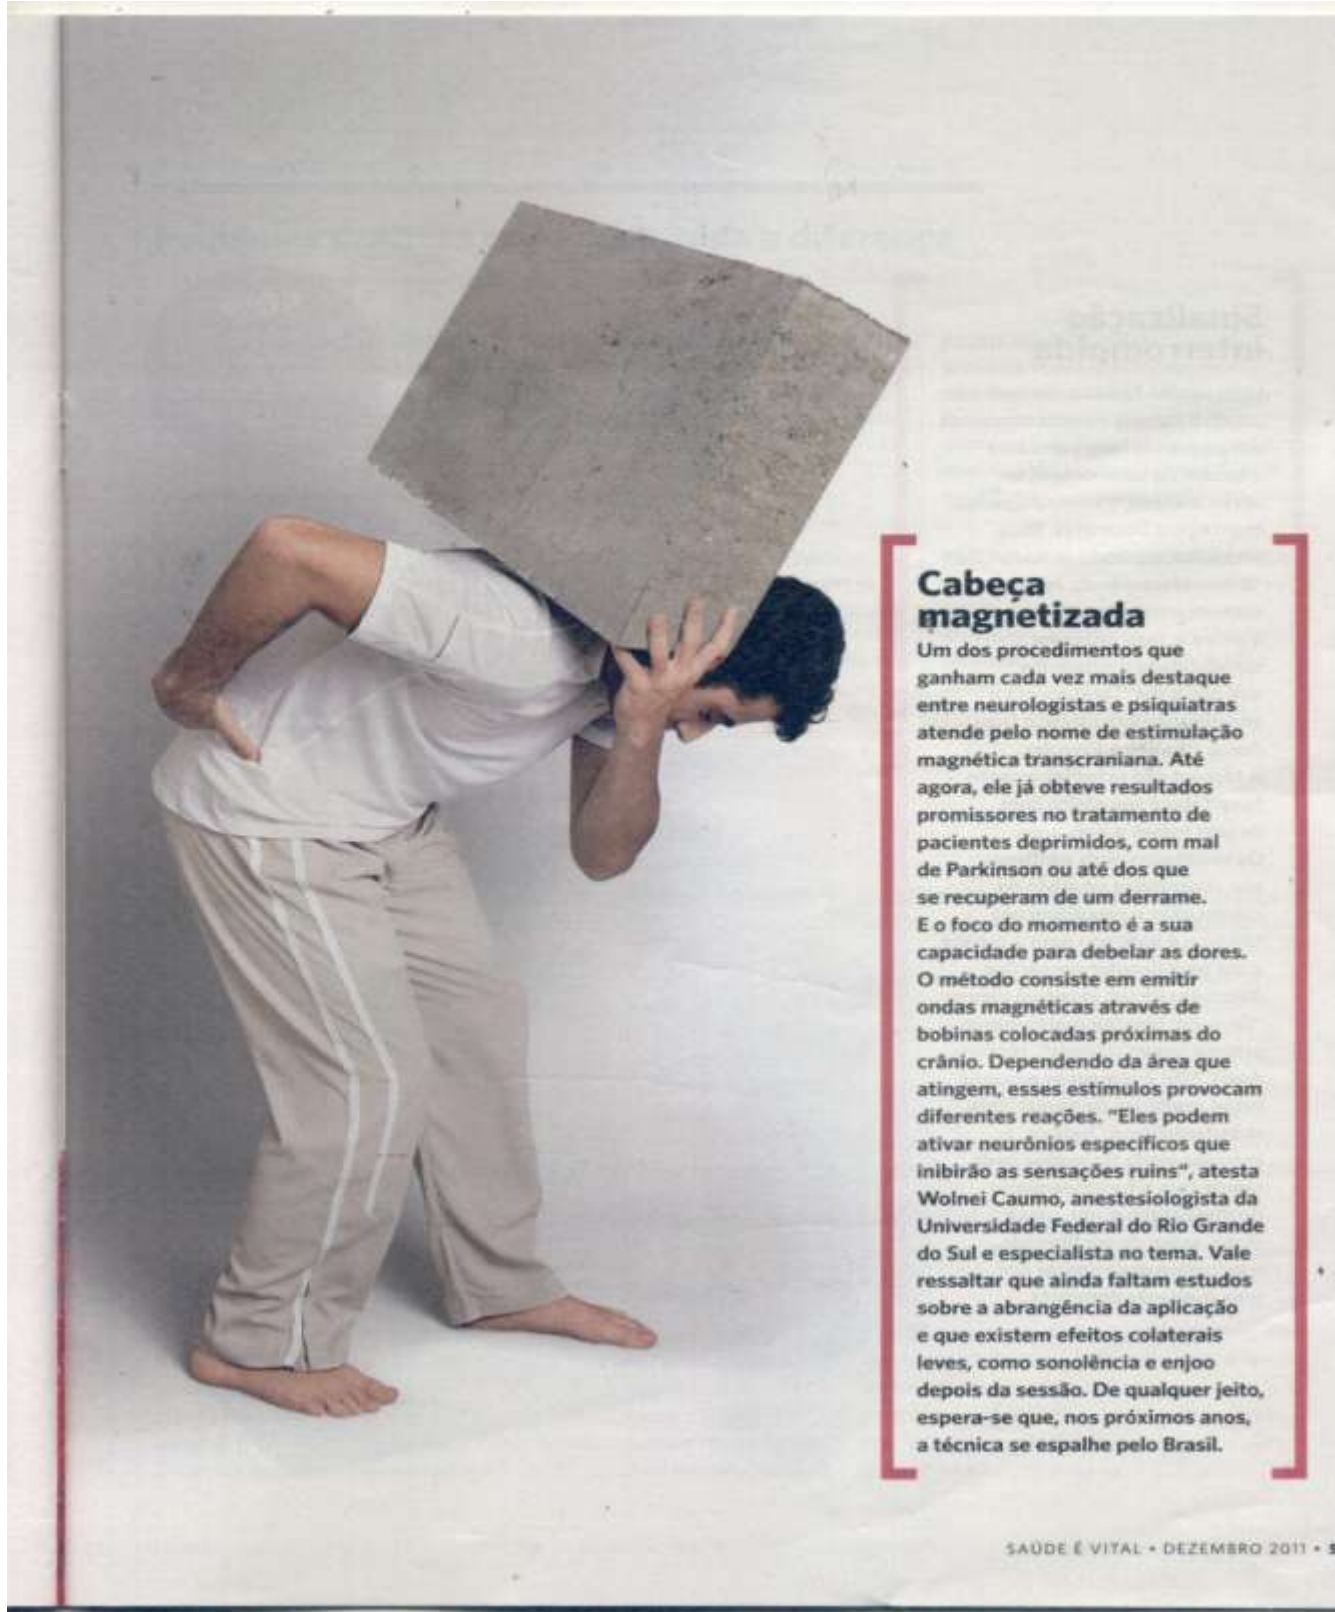 Cabeça
magnetizada
Um dos procedimentos que
ganham cada vez mais destaque
entre neurologistas e psiquiatras
atende pelo nome de estimulação
magnética transcraniana. Até
agora, ele já obteve resultados
promissores no tratamento de
pacientes deprimidos, com mal
de Parkinson ou até dos que
se recuperam de um derrame.
E o foco do momento é a sua
capacidade para debelar as dores.
O método consiste em emitir
ondas magnéticas através de
bobinas colocadas próximas do
crânio. Dependendo da área que
atingem, esses estímulos provocam
diferentes reações. "Eles podem
ativar neurônios específicos que
inibirão as sensações ruins", atesta
Wolnei Caumo, anestesiologista da
Universidade Federal do Rio Grande
do Sul e especialista no tema. Vale
ressaltar que ainda faltam estudos
sobre a abrangência da aplicação
e que existem efeitos colaterais
leves, como sonolência e enjoo
depois da sessão. De qualquer jeito,
espera-se que, nos próximos anos,
a técnica se espalhe pelo Brasil.
SAÚDE É VITAL • DEZEMBRO 2011 •